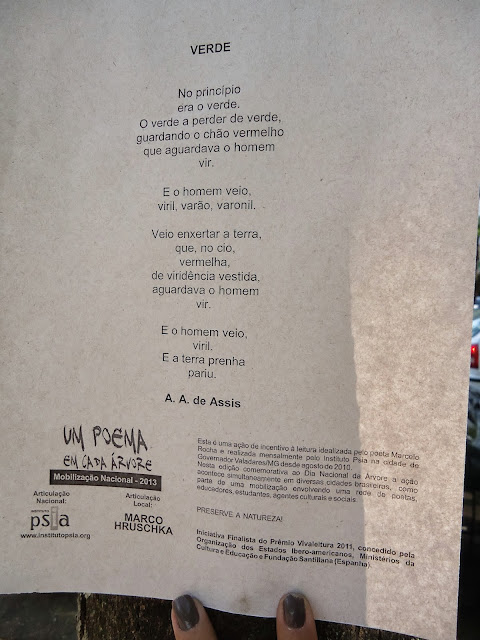 VERDE
No princípio
era o verde.
O verde a perder de verde,
guardando o chão vermelho
que aguardava o homem
vir.
E o homem veio,
viril, varão, varonil.
Veio enxertar a terra,
que, no cio,
vermelha,
de viridência vestida,
aguardava o homem
vir.
E o homem veio,
viril.
E a terra prenha
pariu.
A. A. de Assis
UM POEMA
EM CADA ÁRVORE
Mobilização Nacional - 2013
Articulação
Nacional:
psia
www.institutopsia.org
Articulação
Local:
MARCO
HRUSCHKA
Esta é uma ação de incentivo à leitura idealizada pelo poeta Marcelo
Rocha e realizada mensalmente pelo Instituto Psia na cidade de
Governador Valadares/MG desde agosto de 2010.
Nesta edição comemorativa ao Dia Nacional da Árvore a ação
acontece simultaneamente em diversas cidades brasileiras, como
parte de uma mobilização envolvendo uma rede de poetas,
educadores, estudantes, agentes culturais e sociais.
PRESERVE A NATUREZA!
Iniciativa Finalista do Prêmio Vivaleitura 2011, concedido pela
Organização dos Estados Ibero-americanos, Ministérios da
Cultura e Educação e Fundação Santillana (Espanha).